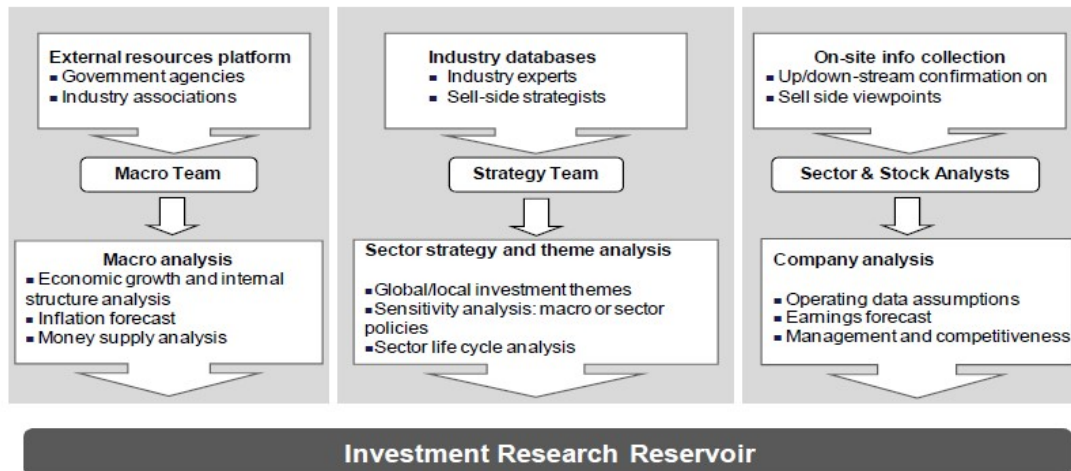 External resources platform
▪ Government agencies
▪ Industry associations
Macro Team
Macro analysis
▪ Economic growth and internal
structure analysis
▪ Inflation forecast
▪ Money supply analysis
Industry databases
▪ Industry experts
▪ Sell-side strategists
Strategy Team
Sector strategy and theme analysis
▪ Global/local investment themes
▪ Sensitivity analysis: macro or sector
policies
▪ Sector life cycle analysis
On-site info collection
▪ Up/down-stream confirmation on
▪ Sell side viewpoints
Sector & Stock Analysts
Company analysis
▪ Operating data assumptions
▪ Earnings forecast
▪ Management and competitiveness
Investment Research Reservoir